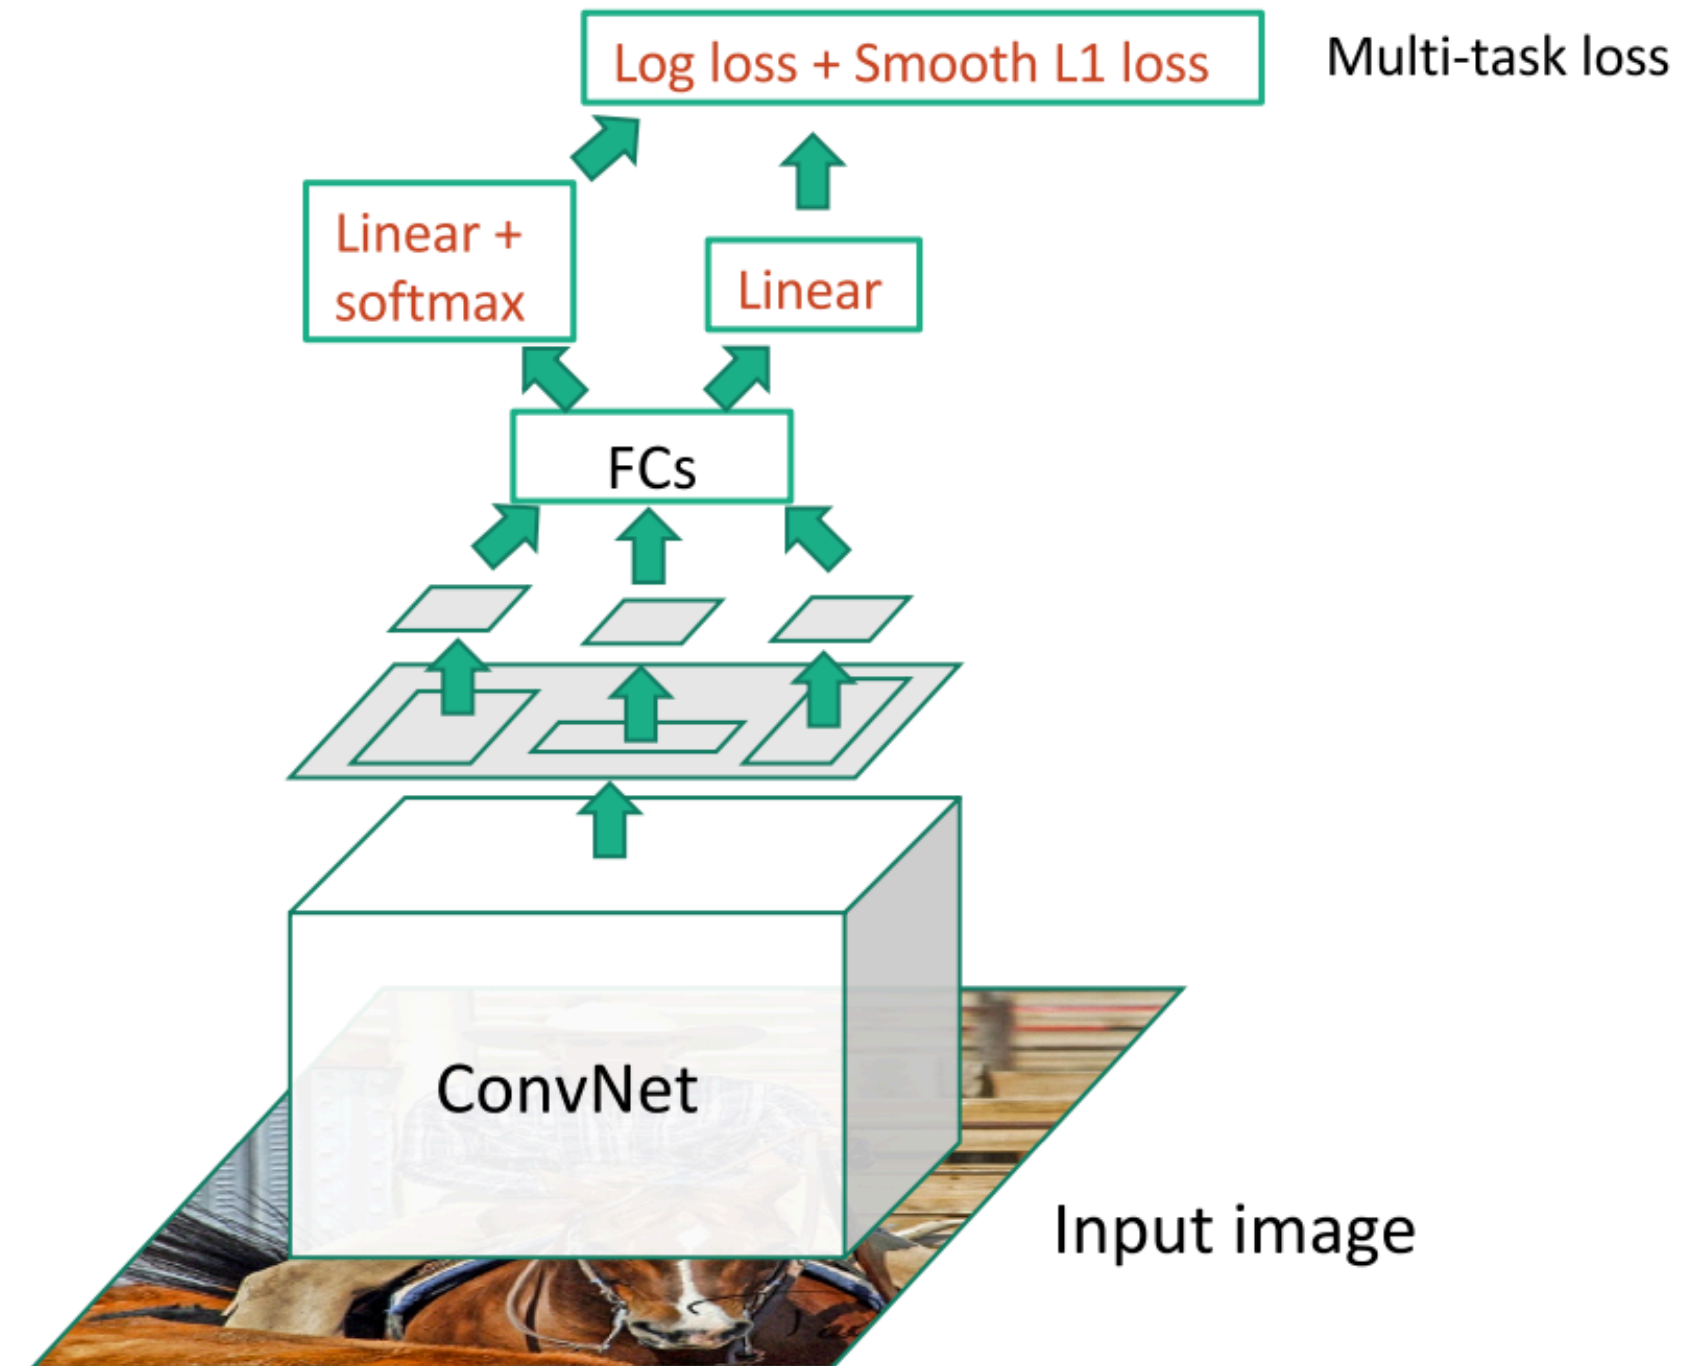 Log loss + Smooth L1 loss
Multi-task loss
Linear +
softmax
Linear
FCs
ConvNet
Input image